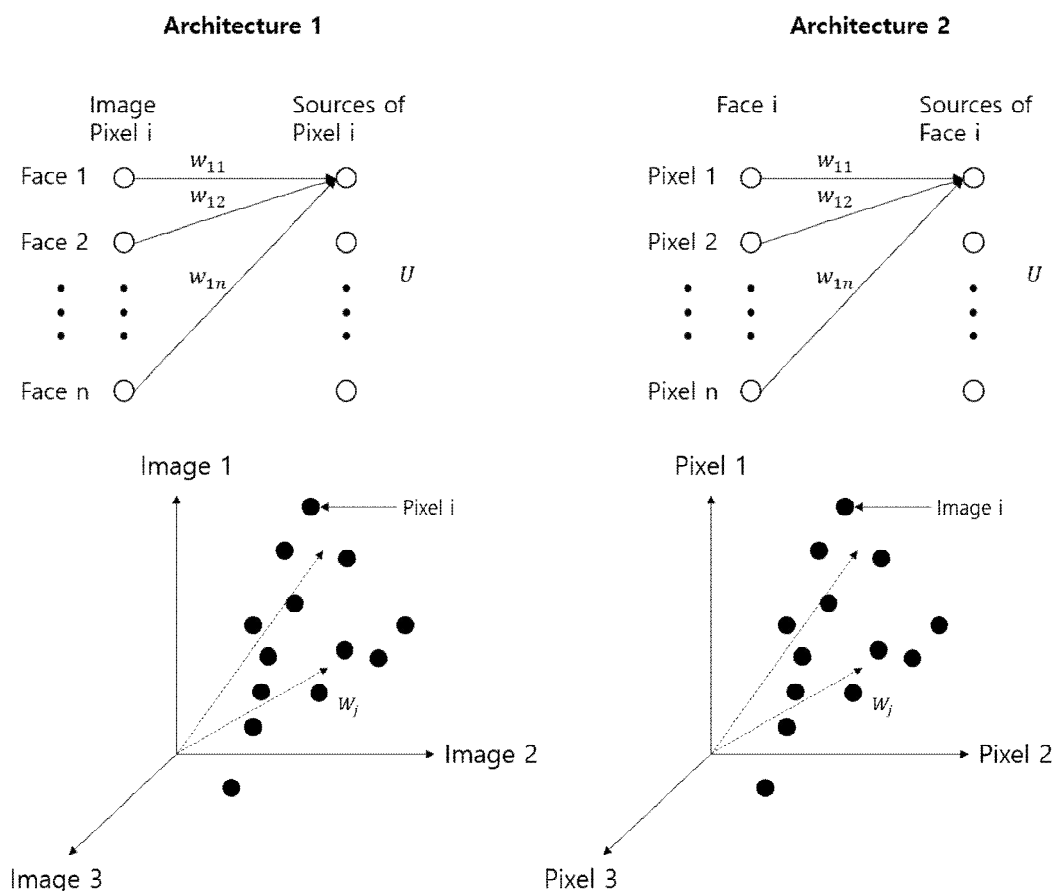 Architecture 1
Image
Pixel i
Sources of
Pixel i
Face 1
w11
w12
Face 2
w1n
U
Face n
Image 1
Pixel i
Wj
Image 2
Image 3
Architecture 2
Face i
Sources of
Face i
Pixel 1
w11
w12
Pixel 2
w1n
U
Pixel n
Pixel 1
Image i
Wj
Pixel 2
Pixel 3